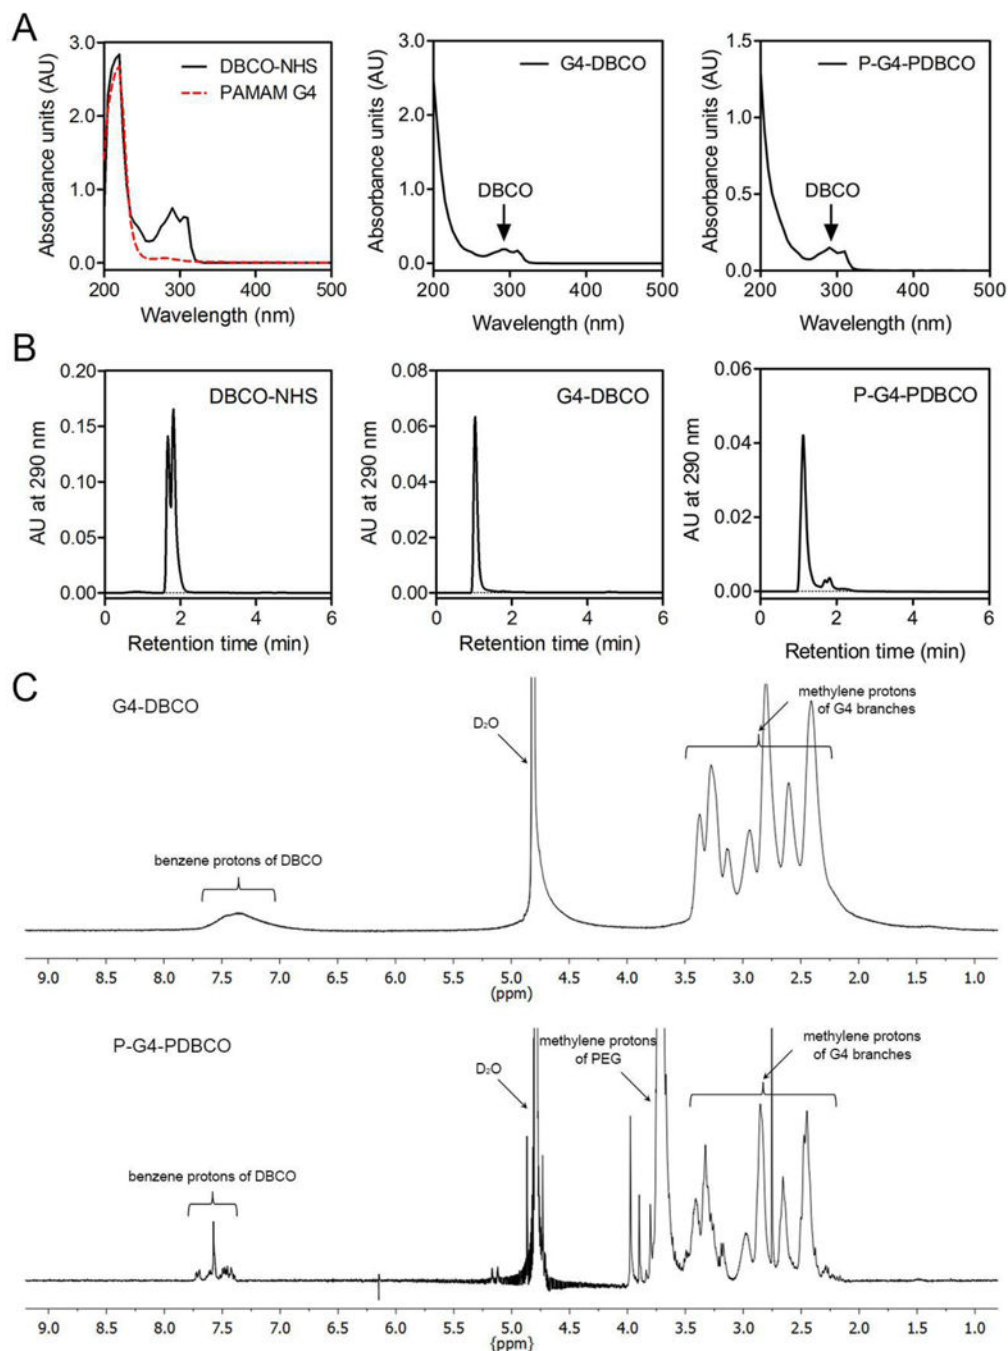 A
3.0
2.0
1.0
0.0
Absorbance units (AU)
DBCO-NHS
PAMAM G4
200 300 400 500
Wavelength (nm)
3.0
2.0
1.0
0.0
Absorbance units (AU)
G4-DBCO
DBCO
200 300 400 500
Wavelength (nm)
1.5
1.0
0.5
0.0
Absorbance units (AU)
P-G4-PDBCO
DBCO
200 300 400 500
Wavelength (nm)
B
0.20
0.15
0.10
0.05
0.00
AU at 290 nm
DBCO-NHS
0 2 4 6
Retention time (min)
0.08
0.06
0.04
0.02
0.00
AU at 290 nm
G4-DBCO
0 2 4 6
Retention time (min)
0.06
0.04
0.02
0.00
AU at 290 nm
P-G4-PDBCO
0 2 4 6
Retention time (min)
C
G4-DBCO
benzene protons of DBCO
D₂O
methylene protons
of G4 branches
9.0 8.5 8.0 7.5 7.0 6.5 6.0 5.5 5.0 4.5 4.0 3.5 3.0 2.5 2.0 1.5 1.0
(ppm)
P-G4-PDBCO
benzene protons of DBCO
D₂O
methylene protons
of PEG
methylene protons
of G4 branches
9.0 8.5 8.0 7.5 7.0 6.5 6.0 5.5 5.0 4.5 4.0 3.5 3.0 2.5 2.0 1.5 1.0
{ppm}